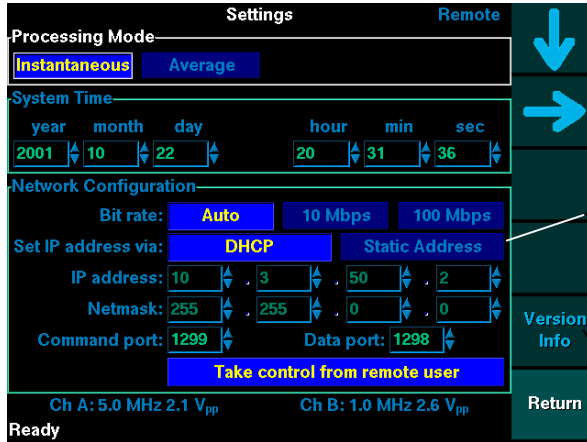 Settings Remote
Processing Mode
Instantaneous Average
System Time
year month day hour min sec
2001 10 22 20 31 36
Network Configuration
Bit rate: Auto 10 Mbps 100 Mbps
Set IP address via: DHCP Static Address
IP address: 10 . 3 . 50 . 2
Netmask: 255 . 255 . 0 . 0
Version
Info
Command port: 1299 Data port: 1298
Take control from remote user
Ch A: 5.0 MHz 2.1 Vpp Ch B: 1.0 MHz 2.6 Vpp
Return
Ready